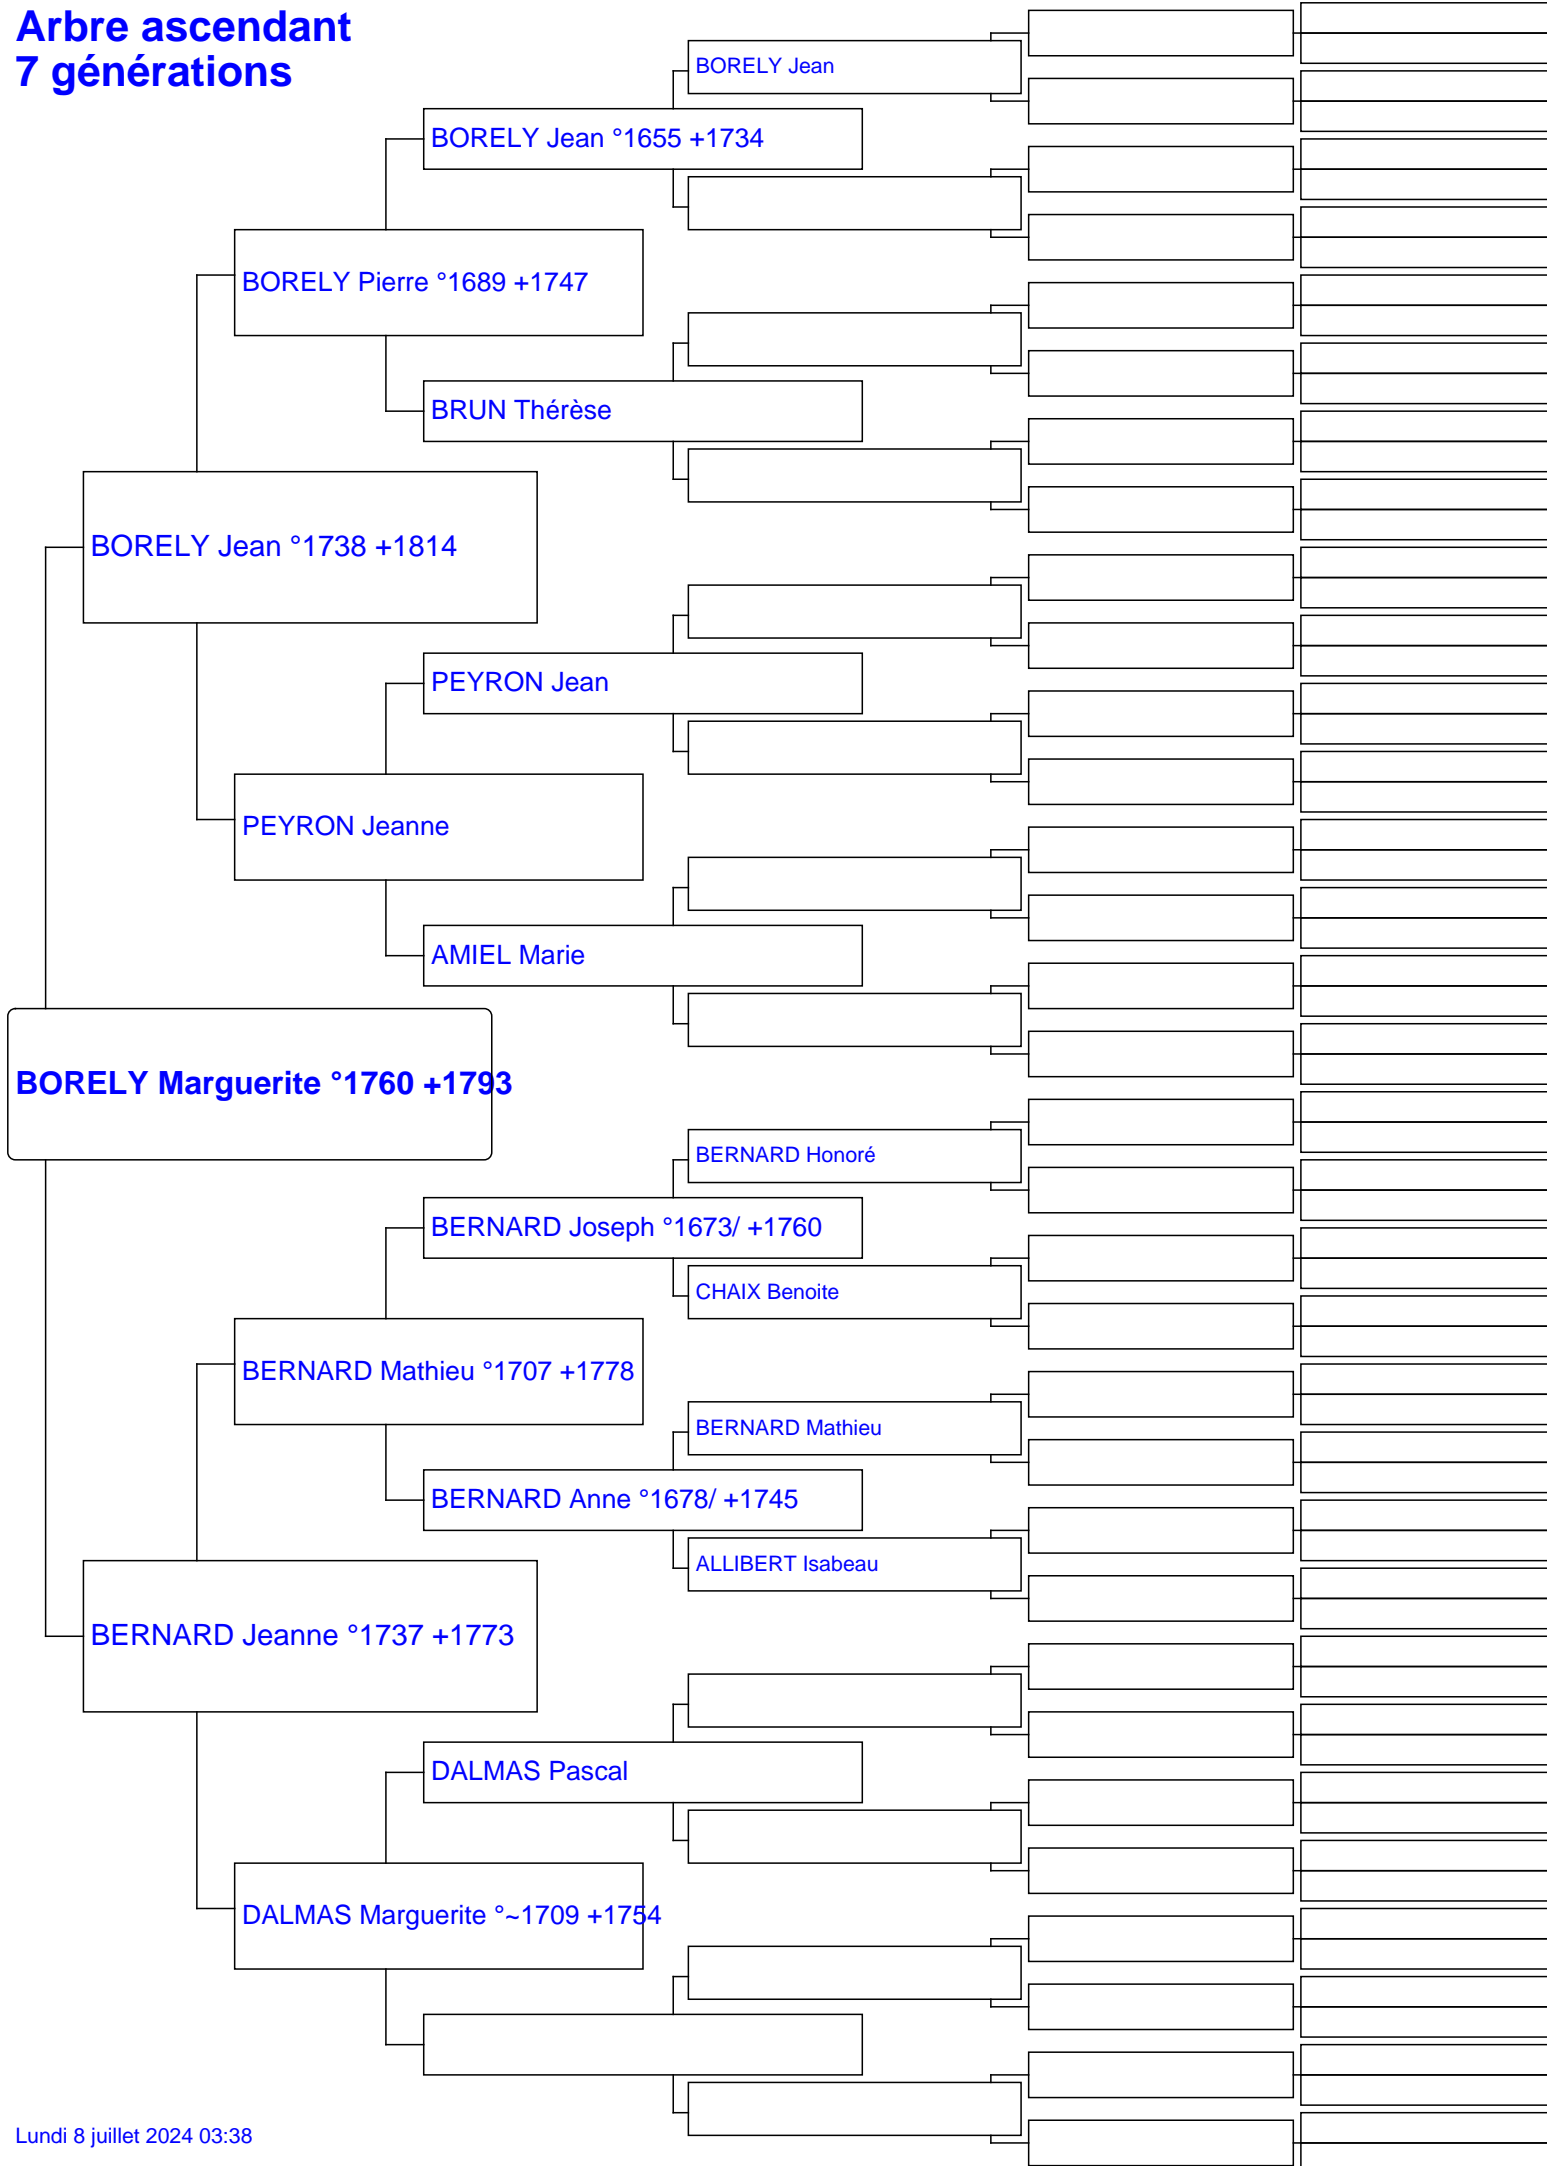 Arbre ascendant
7 générations
BORELY Jean
BORELY Jean °1655 +1734
BORELY Pierre °1689 +1747
BRUN Thérèse
BORELY Jean °1738 +1814
PEYRON Jean
PEYRON Jeanne
AMIEL Marie
BORELY Marguerite °1760 +1793
BERNARD Honoré
BERNARD Joseph °1673/ +1760
CHAIX Benoite
BERNARD Mathieu °1707 +1778
BERNARD Mathieu
BERNARD Anne °1678/ +1745
ALLIBERT Isabeau
BERNARD Jeanne °1737 +1773
DALMAS Pascal
DALMAS Marguerite °~1709 +1754
Lundi 8 juillet 2024 03:38